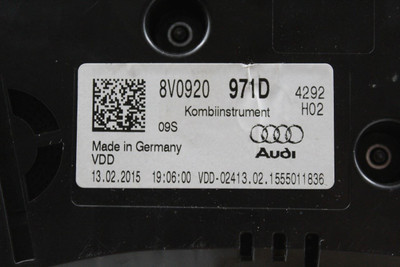 8V0920 971D 4292
Kombiinstrument H02
09S
Made in Germany
VDD
Audi
13.02.2015 19:06:00 VDD-02413.02.1555011836